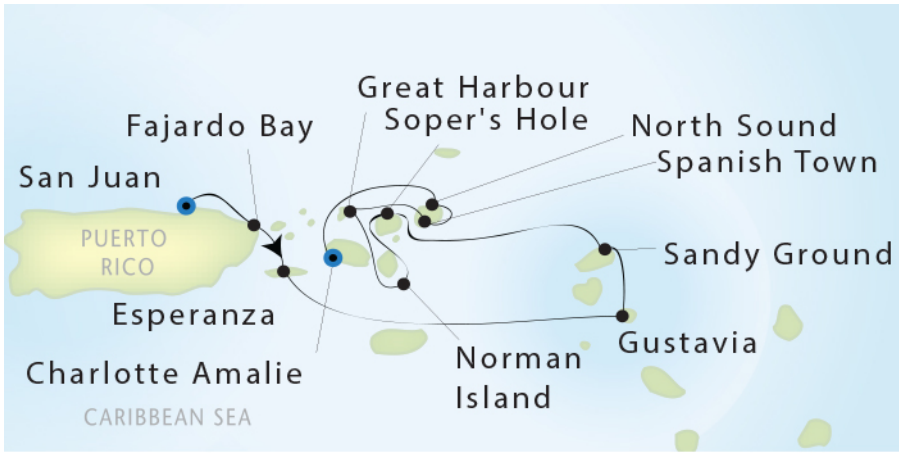 Great Harbour
Soper's Hole
Fajardo Bay
North Sound
Spanish Town
San Juan
PUERTO
RICO
Sandy Ground
Esperanza
Gustavia
Charlotte Amalie
Norman
Island
CARIBBEAN SEA